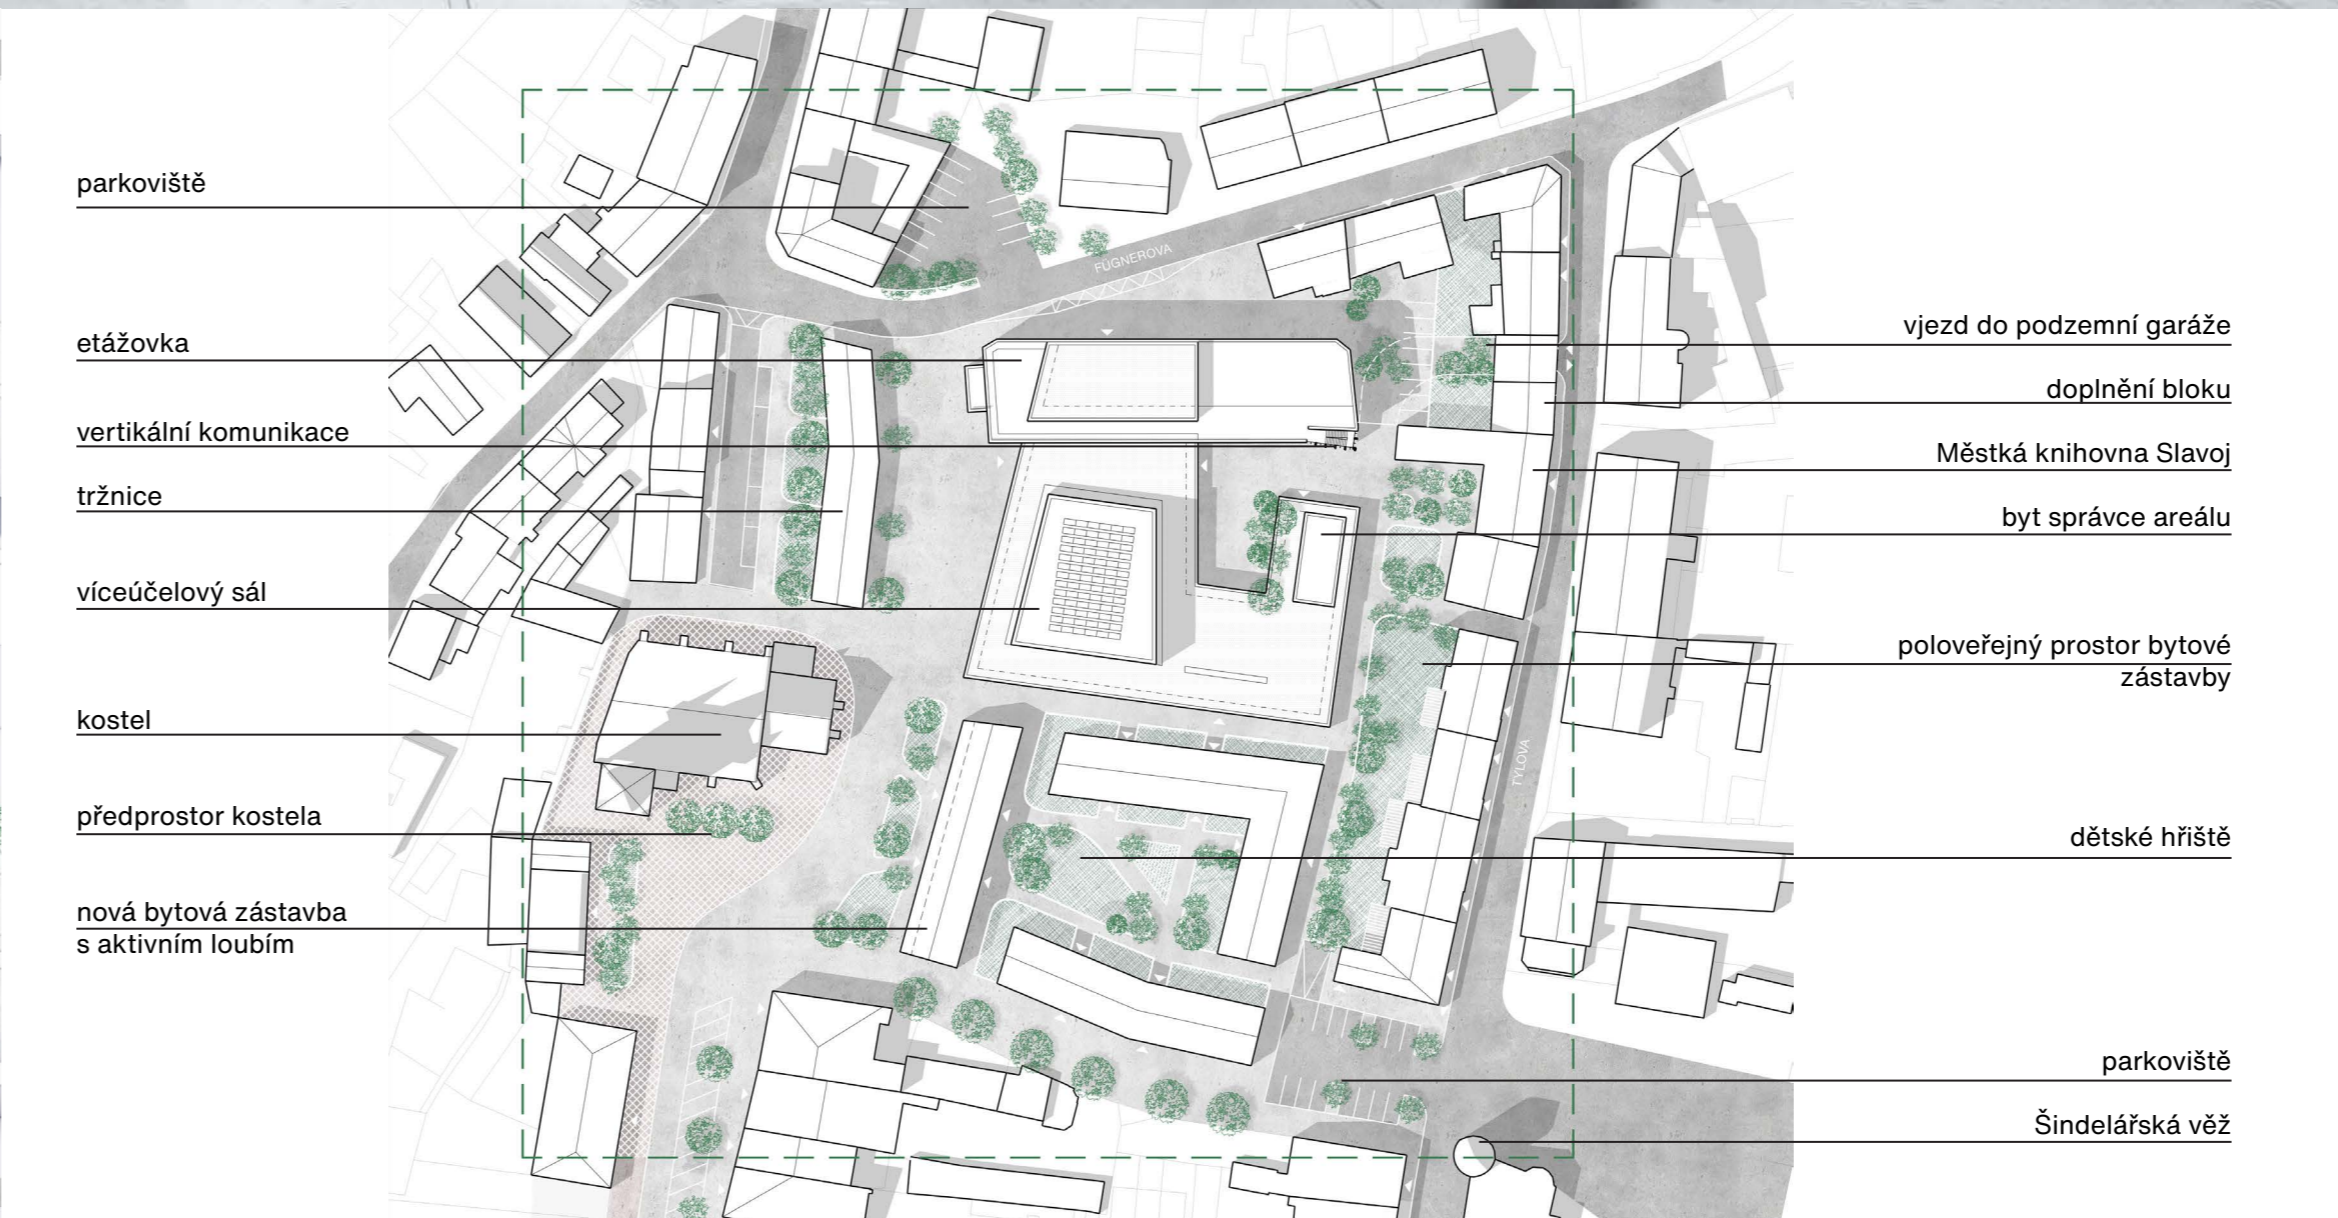 parkoviště
etážovka
vertikální komunikace
tržnice
víceúčelový sál
kostel
předprostor kostela
nová bytová zástavba
s aktivním loubím
FÜGNEROVA
TYLOVA
vjezd do podzemní garáže
doplnění bloku
Městká knihovna Slavoj
byt správce areálu
poloveřejný prostor bytové
zástavby
dětské hřiště
parkoviště
Šindelářská věž